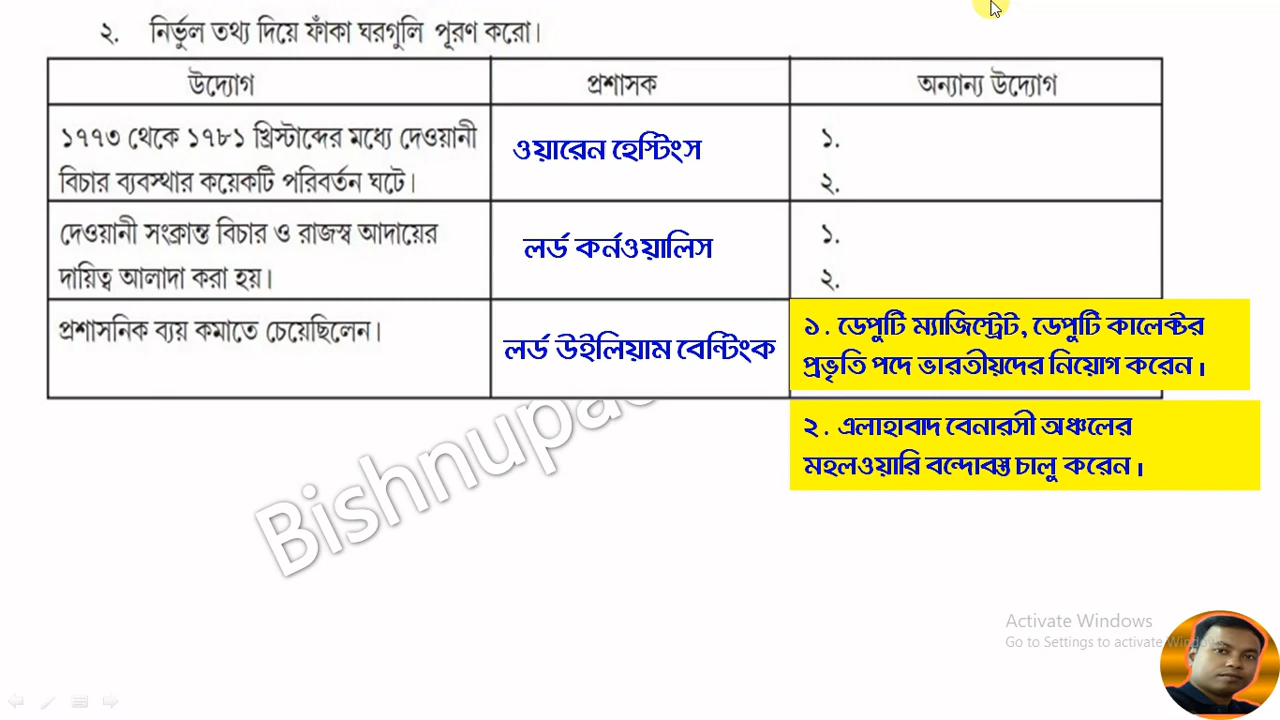 ২. নির্ভুল তথ্য দিয়ে ফাঁকা ঘরগুলি পূরণ করো।
উদ্যোগ প্রশাসক অন্যান্য উদ্যোগ
১৭৭৩ থেকে ১৭৮১ খ্রিস্টাব্দের মধ্যে দেওয়ানী
বিচার ব্যবস্থার কয়েকটি পরিবর্তন ঘটে।
ওয়ারেন হেস্টিংস
১.
২.
দেওয়ানী সংক্রান্ত বিচার ও রাজস্ব আদায়ের
দায়িত্ব আলাদা করা হয়।
লর্ড কর্নওয়ালিস
১.
২.
প্রশাসনিক ব্যয় কমাতে চেয়েছিলেন।
লর্ড উইলিয়াম বেন্টিংক
১. ডেপুটি ম্যাজিস্ট্রেট, ডেপুটি কালেক্টর
প্রভৃতি পদে ভারতীয়দের নিয়োগ করেন।
২. এলাহাবাদ বেনারসী অঞ্চলের
মহলওয়ারি বন্দোবস্ত চালু করেন।
Activate Windows
Go to Settings to activate Windows.